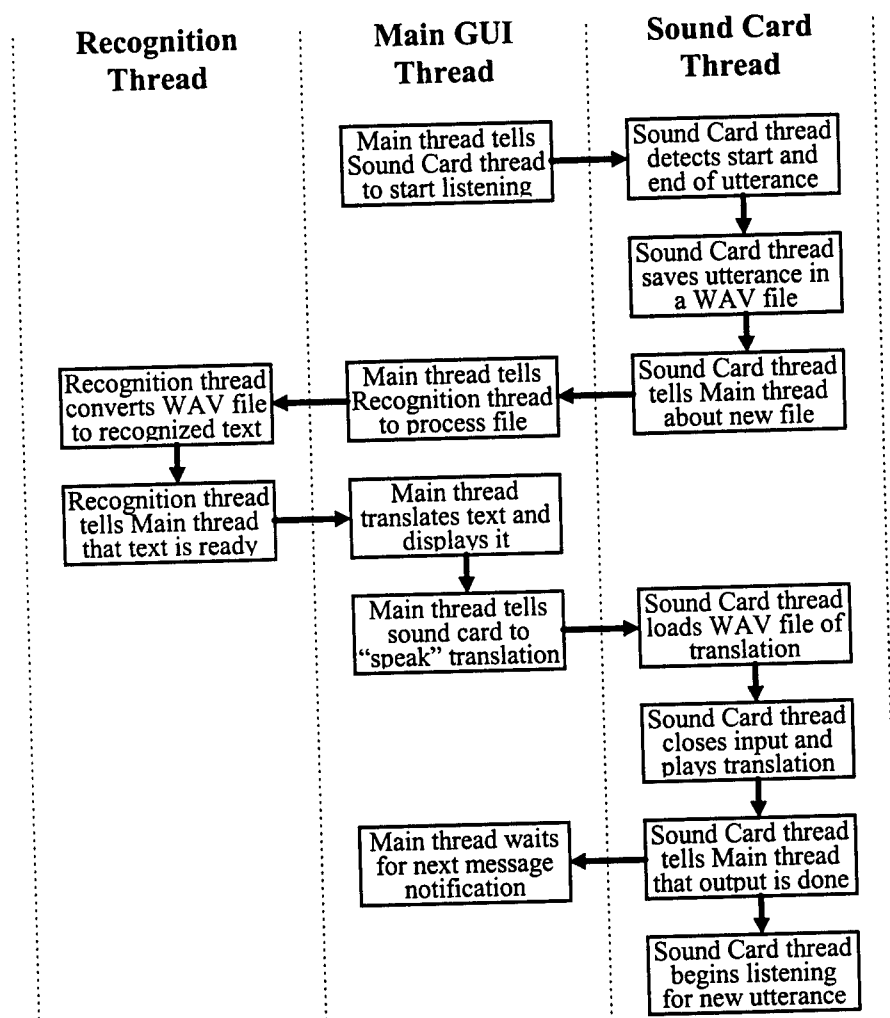 Recognition
Thread
Main GUI
Thread
Sound Card
Thread
Main thread tells
Sound Card thread
to start listening
Sound Card thread
detects start and
end of utterance
Sound Card thread
saves utterance in
a WAV file
Sound Card thread
tells Main thread
about new file
Main thread tells
Recognition thread
to process file
Recognition thread
converts WAV file
to recognized text
Recognition thread
tells Main thread
that text is ready
Main thread
translates text and
displays it
Main thread tells
sound card to
“speak” translation
Sound Card thread
loads WAV file of
translation
Sound Card thread
closes input and
plays translation
Sound Card thread
tells Main thread
that output is done
Main thread waits
for next message
notification
Sound Card thread
begins listening
for new utterance